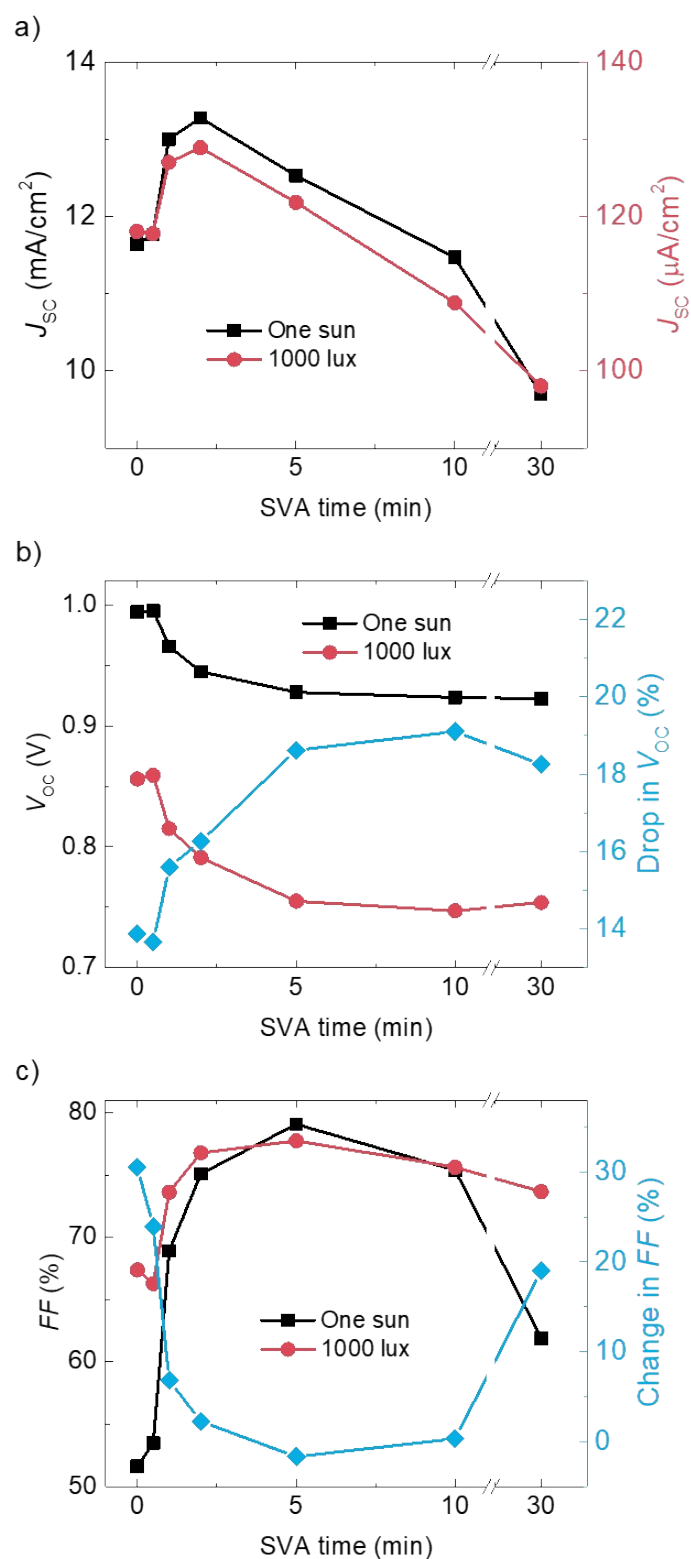 a)
14
13
12
11
10
J_SC (mA/cm²)
140
120
100
J_SC (μA/cm²)
One sun
1000 lux
0 5 10 30
SVA time (min)
b)
1.0
0.9
0.8
0.7
V_OC (V)
22
20
18
16
14
Drop in V_OC (%)
One sun
1000 lux
0 5 10 30
SVA time (min)
c)
80
70
60
50
FF (%)
30
20
10
0
Change in FF (%)
One sun
1000 lux
0 5 10 30
SVA time (min)